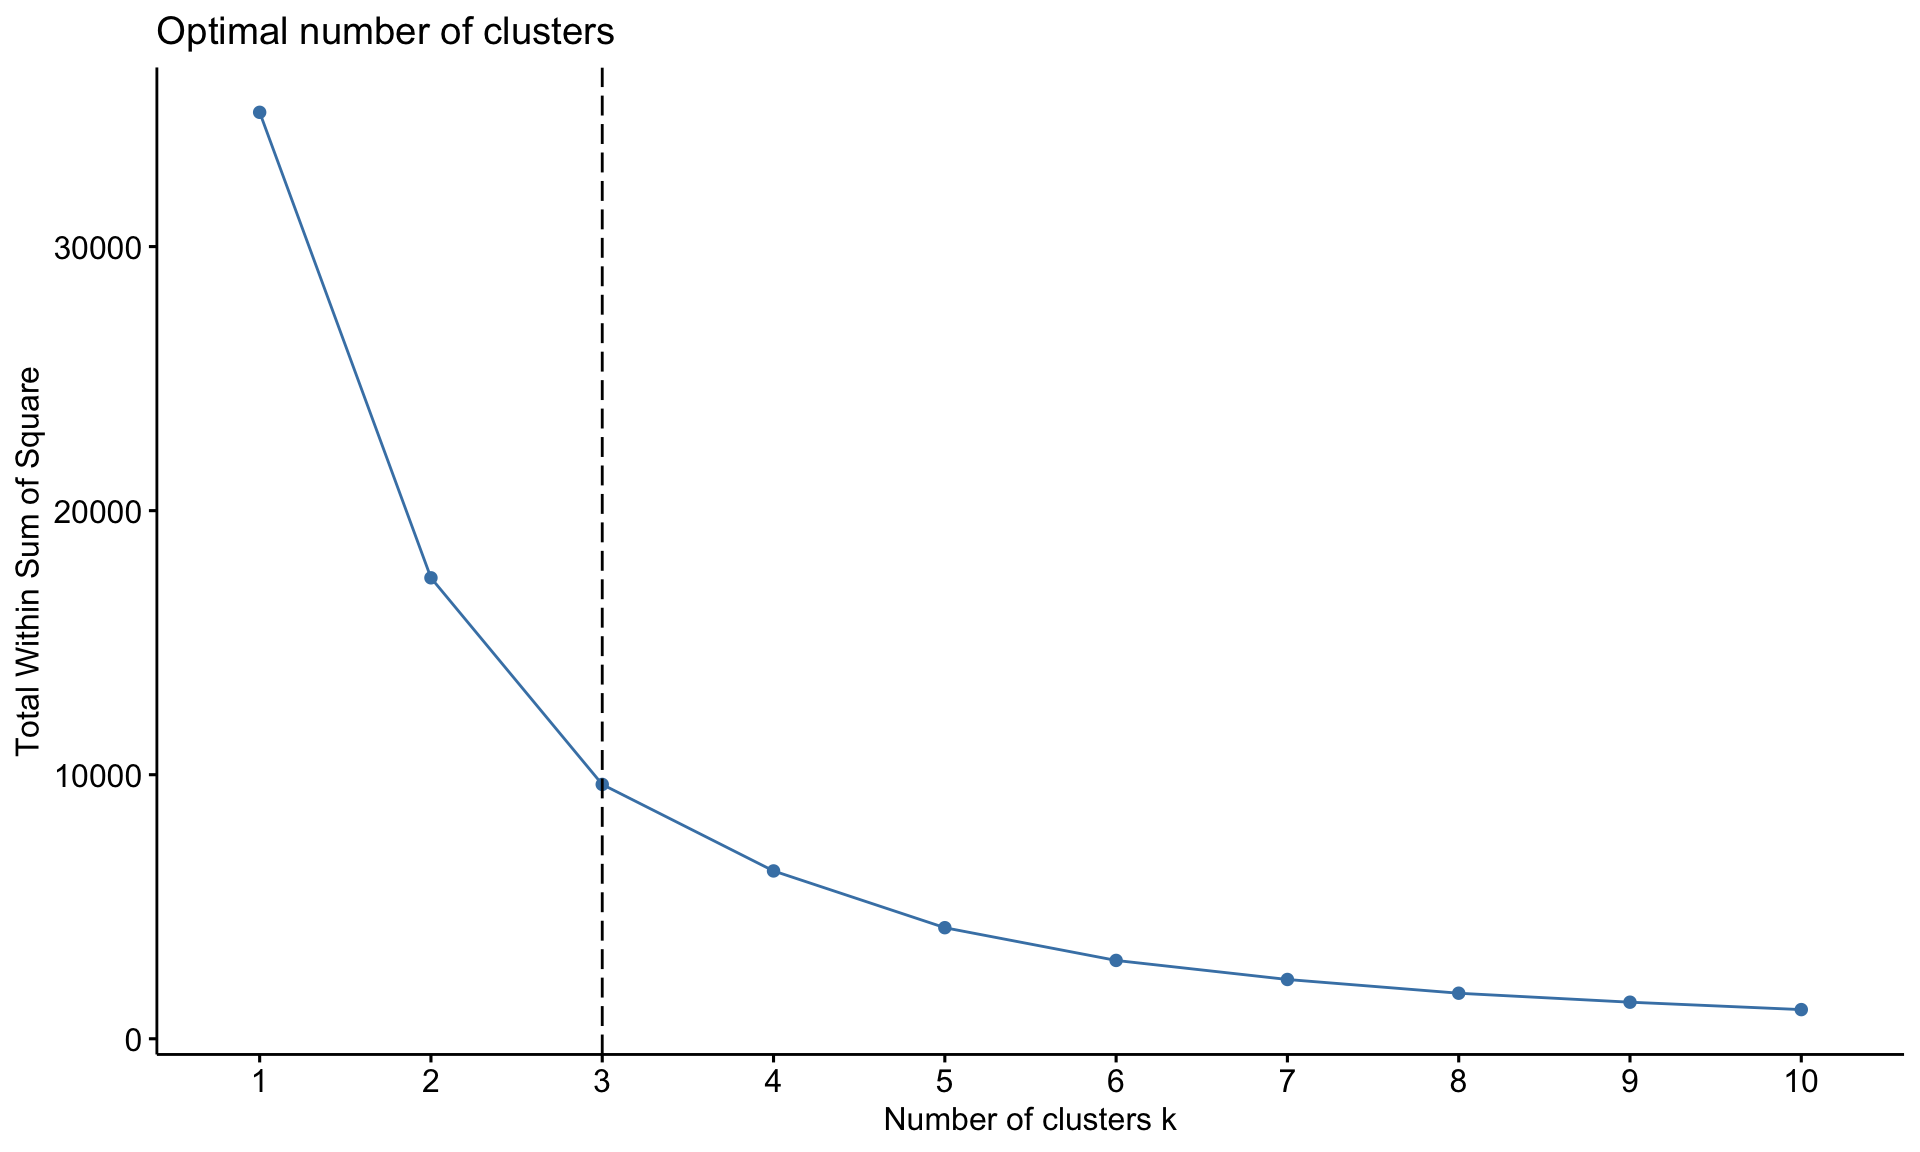 Optimal number of clusters
Total Within Sum of Square
30000
20000
10000
0
1 2 3 4 5 6 7 8 9 10
Number of clusters k